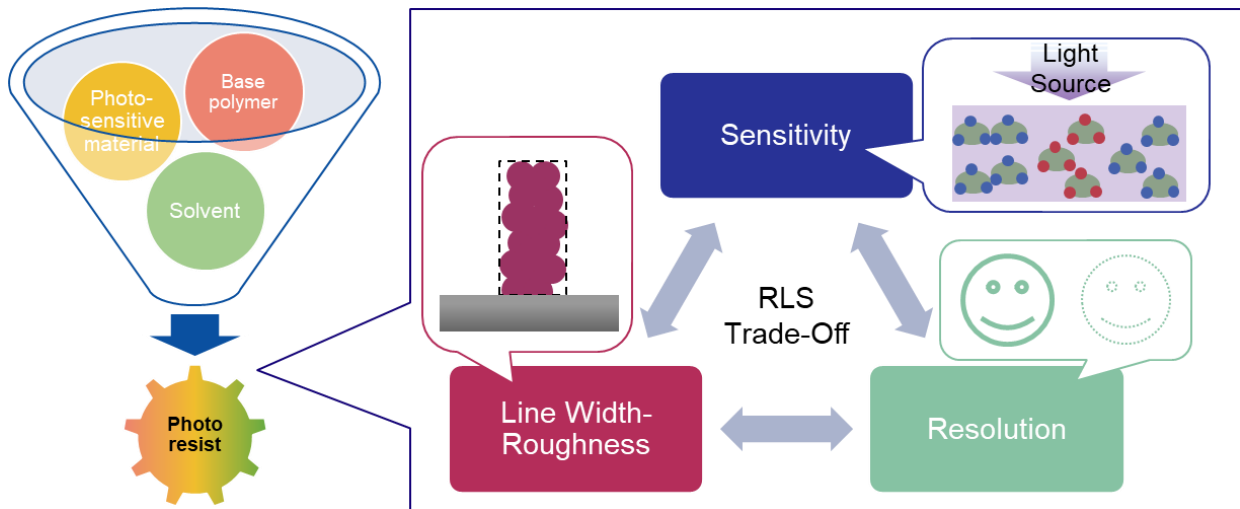 Photo-
sensitive
material
Base
polymer
Solvent
Photo
resist
Light
Source
Sensitivity
RLS
Trade-Off
Line Width-
Roughness
Resolution